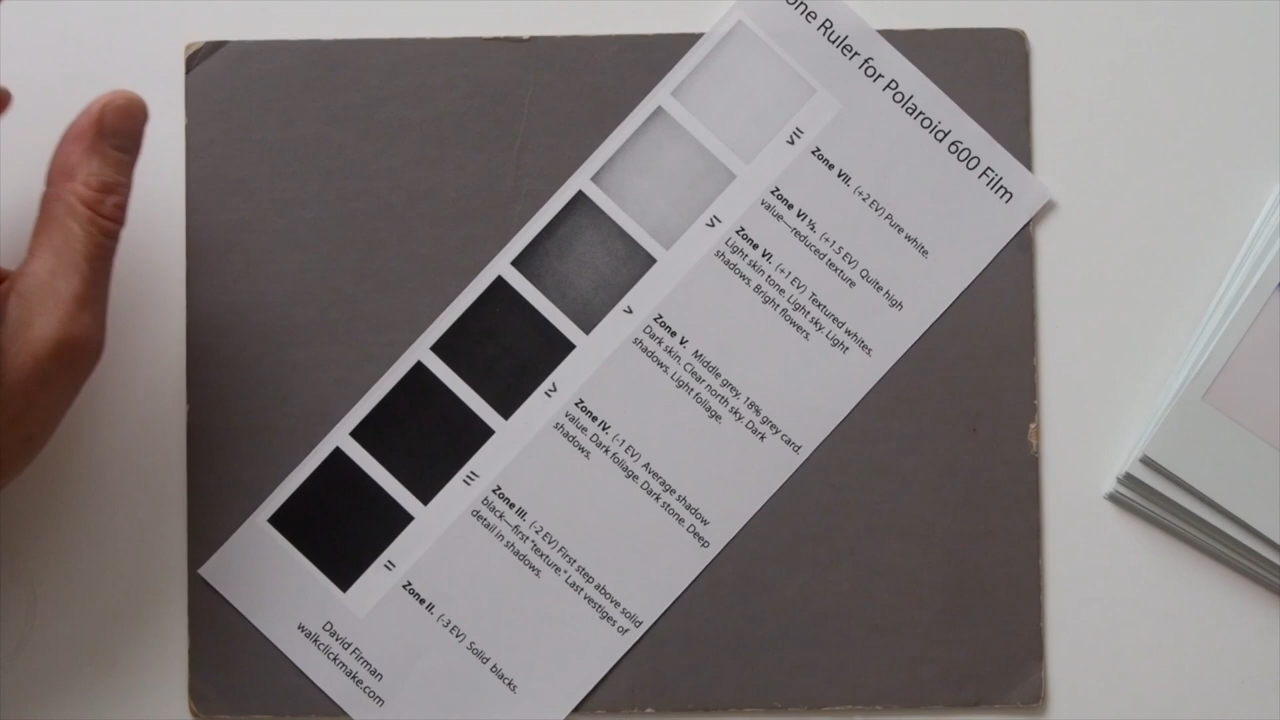 one Ruler for Polaroid 600 Film
VII
Zone VII. (+2 EV) Pure white.
Zone VI ½. (+1.5 EV) Quite high
value—reduced texture
VI
Zone VI. (+1 EV) Textured whites.
Light skin tone. Light sky. Light
shadows. Bright flowers.
V
Zone V. Middle grey, 18% grey card.
Dark skin. Clear north sky. Dark
shadows. Light foliage.
IV
Zone IV. (-1 EV) Average shadow
value. Dark foliage. Dark stone. Deep
shadows.
III
Zone III. (-2 EV) First step above solid
black—first "texture." Last vestiges of
detail in shadows.
II
Zone II. (-3 EV) Solid blacks.
David Firman
walkclickmake.com